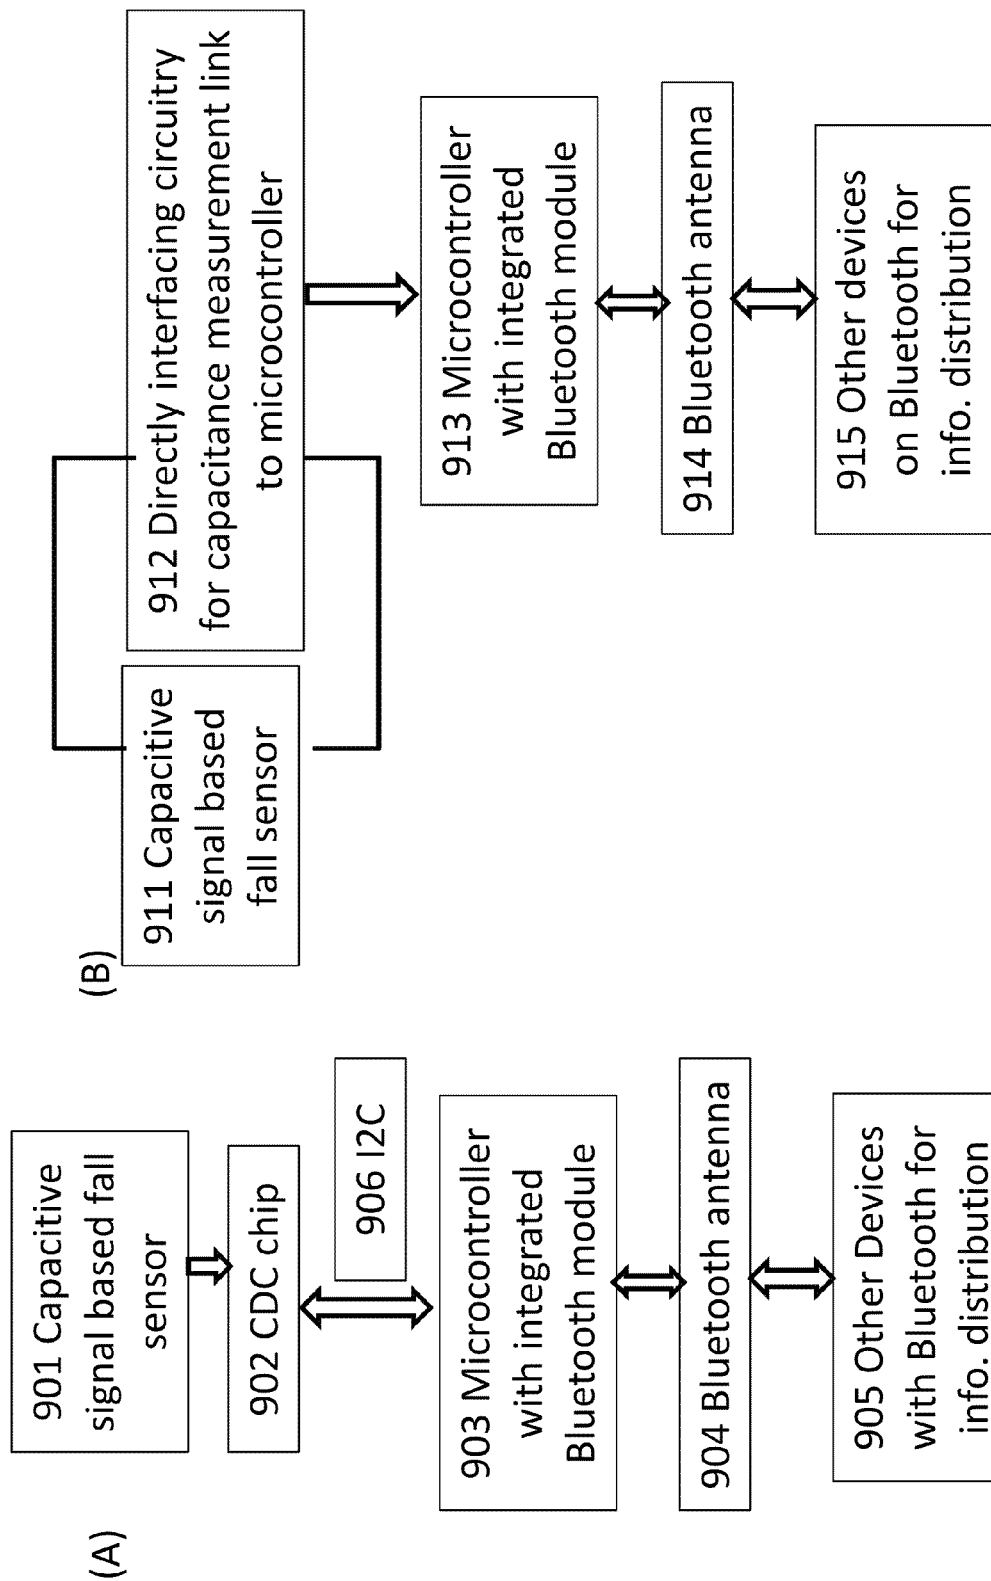 (A)
901 Capacitive
signal based fall
sensor
902 CDC chip
906 I2C
903 Microcontroller
with integrated
Bluetooth module
904 Bluetooth antenna
905 Other Devices
with Bluetooth for
info. distribution
(B)
911 Capacitive
signal based
fall sensor
912 Directly interfacing circuitry
for capacitance measurement link
to microcontroller
913 Microcontroller
with integrated
Bluetooth module
914 Bluetooth antenna
915 Other devices
on Bluetooth for
info. distribution